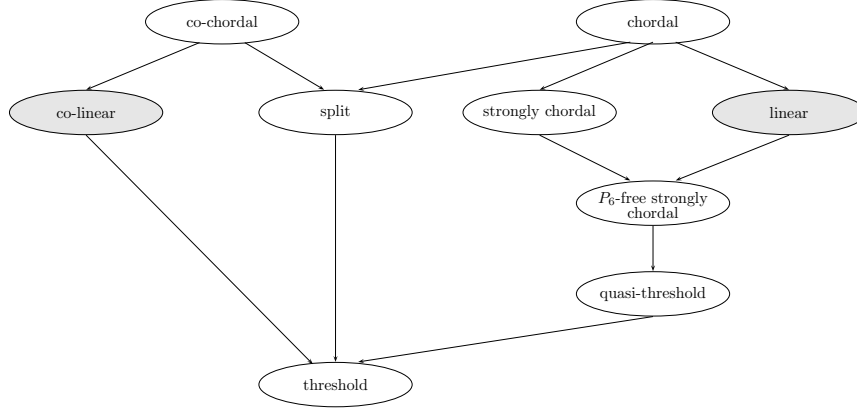 co-chordal
chordal
co-linear
split
strongly chordal
linear
P₆-free strongly
chordal
quasi-threshold
threshold